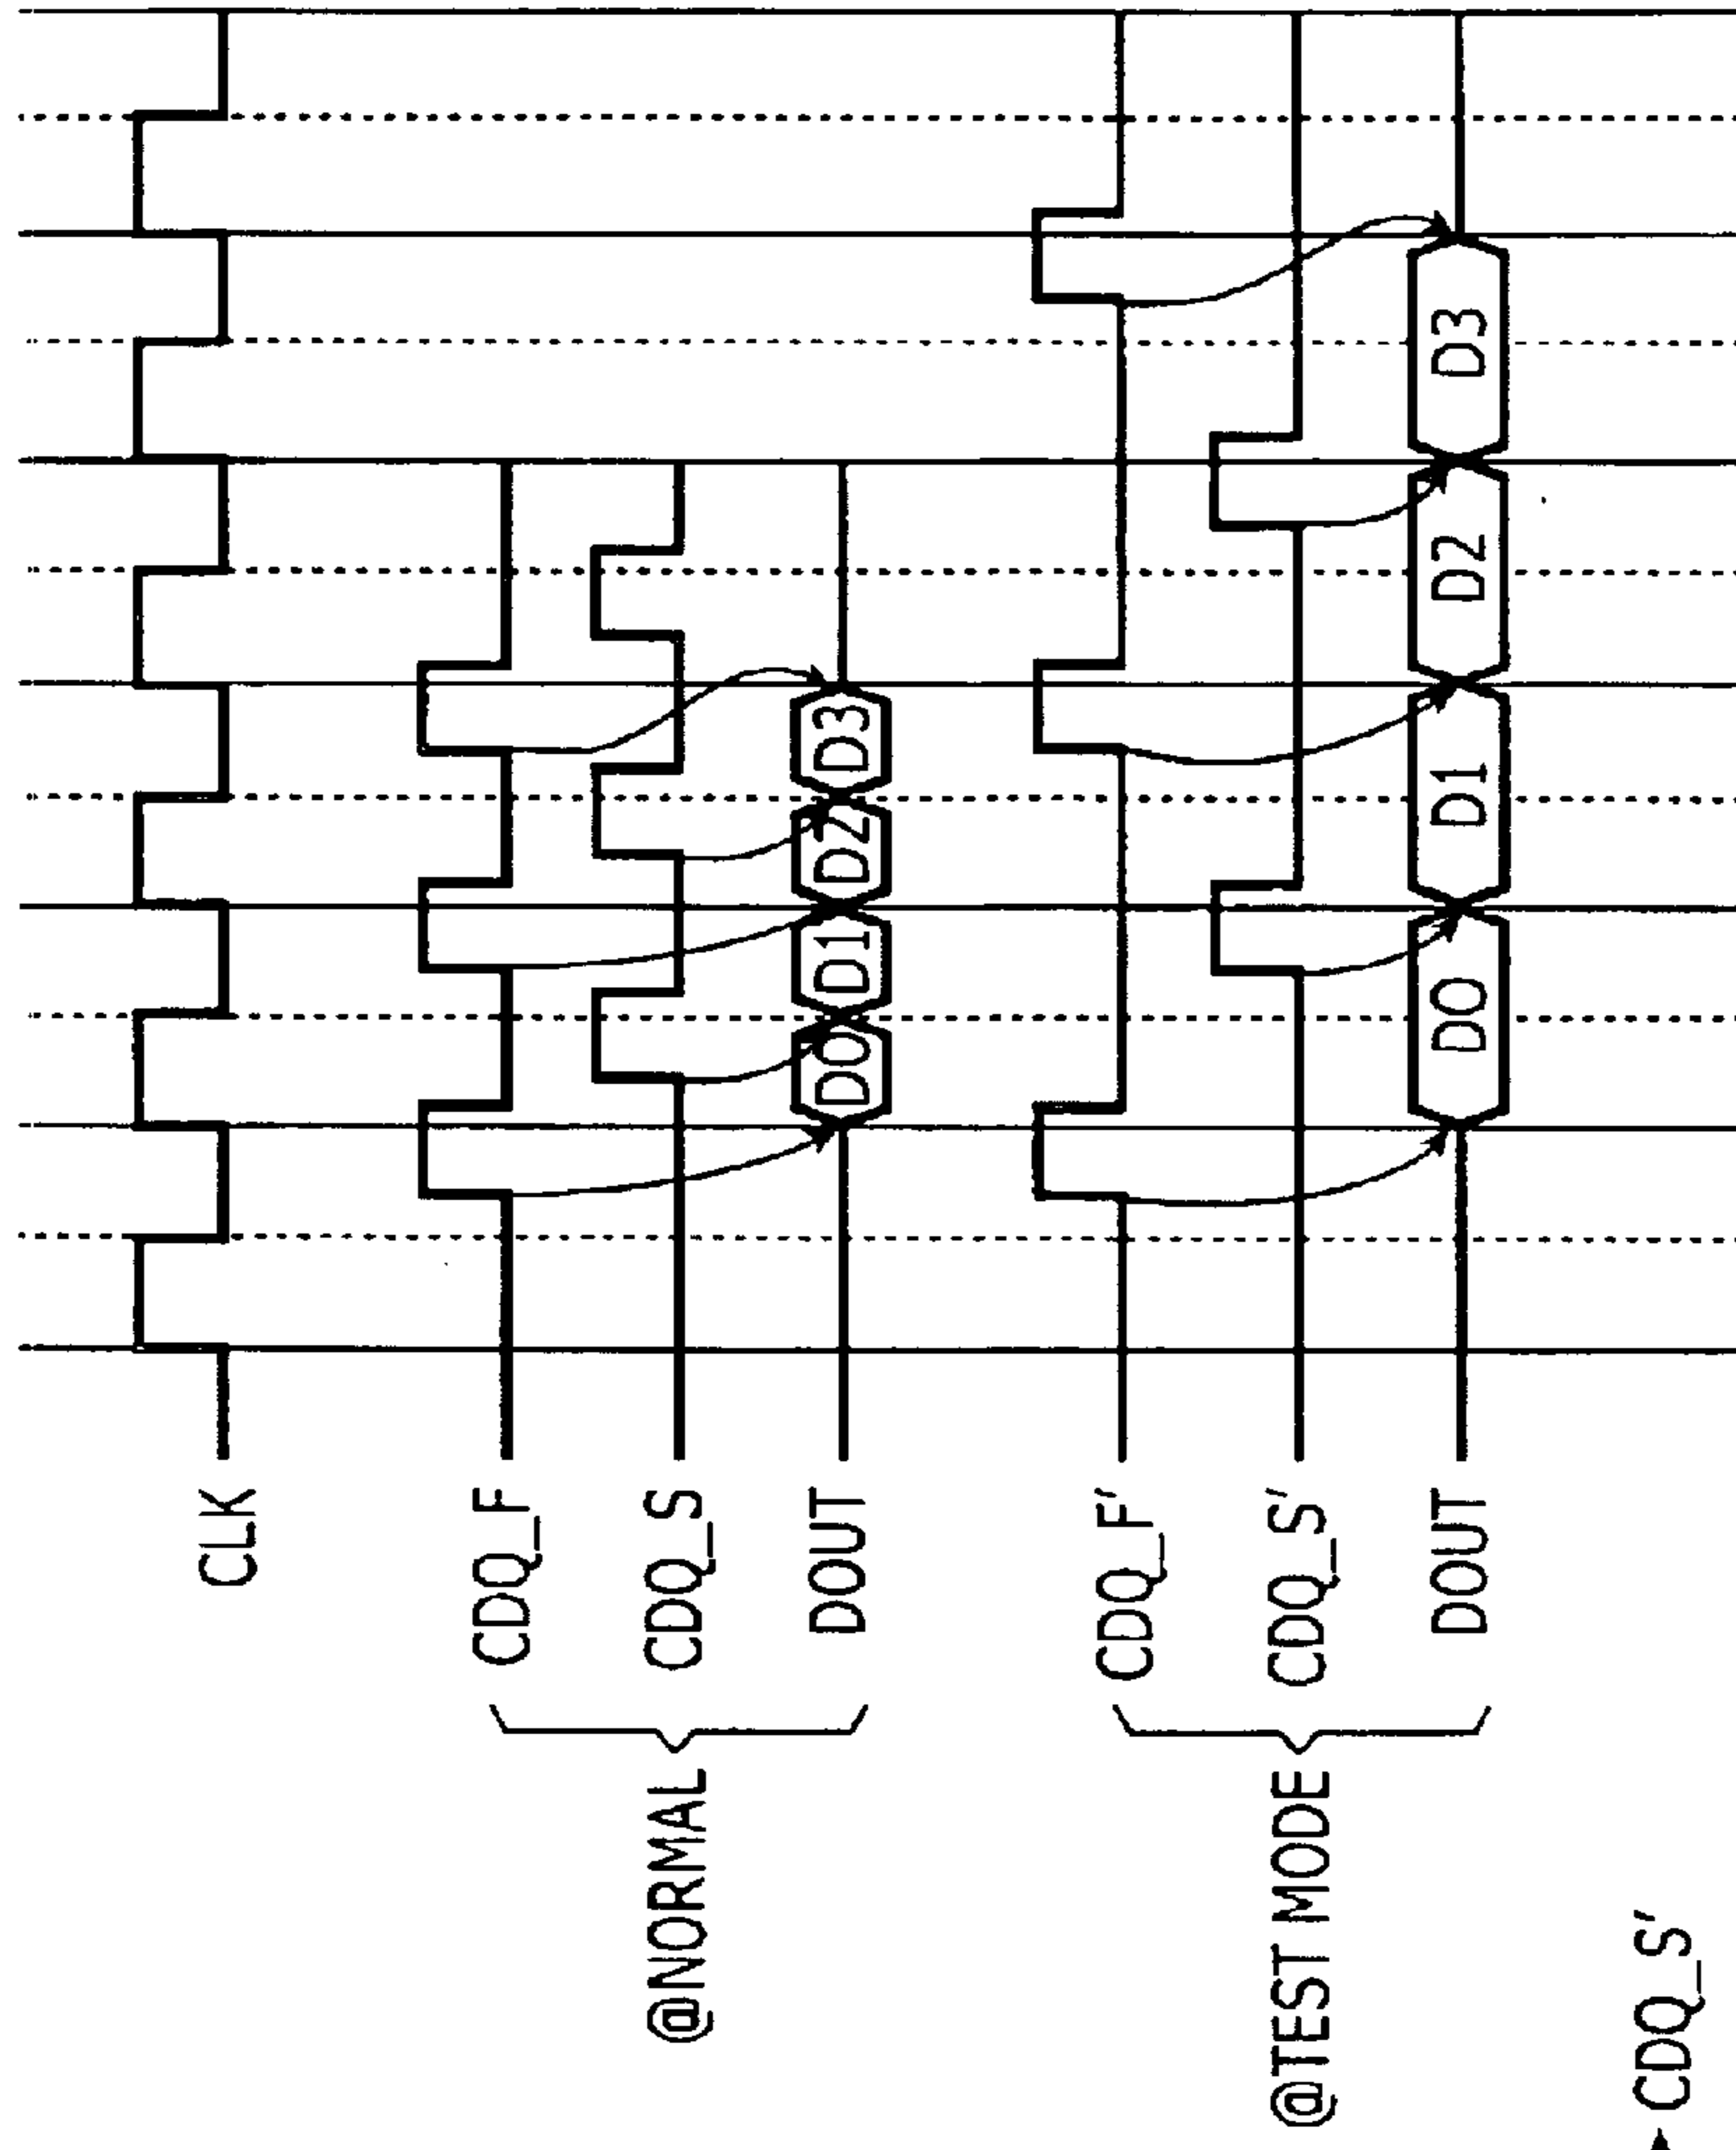 CLK
@NORMAL
CDQ_F
CDQ_S
DOUT
D0 D1 D2 D3
@TEST MODE
CDQ_F'
CDQ_S'
DOUT
D0 D1 D2 D3
CDQ_S'